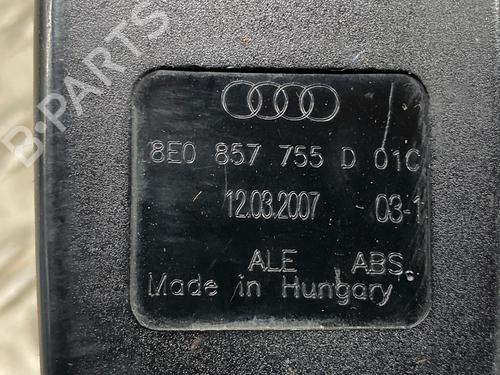 B-PARTS
8E0 857 755 D 01C
12.03.2007 03-1
ALE ABS.
Made in Hungary